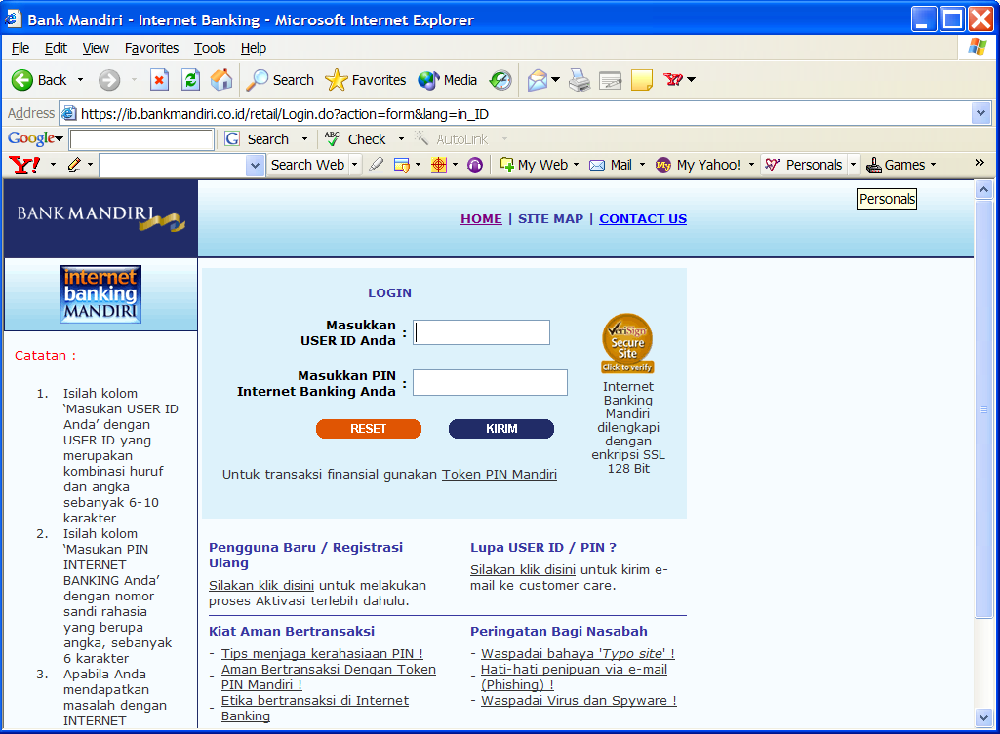 Bank Mandiri - Internet Banking - Microsoft Internet Explorer
File Edit View Favorites Tools Help
Back Search Favorites Media
Address https://ib.bankmandiri.co.id/retail/Login.do?action=form&lang=in_ID
Google G Search ABC Check AutoLink
Y! Search Web My Web Mail My Yahoo! Personals Games »
BANK MANDIRI
HOME | SITE MAP | CONTACT US
Personals
internet
banking
MANDIRI
Catatan :
1. Isilah kolom
‘Masukan USER ID
Anda’ dengan
USER ID yang
merupakan
kombinasi huruf
dan angka
sebanyak 6-10
karakter
2. Isilah kolom
‘Masukan PIN
INTERNET
BANKING Anda’
dengan nomor
sandi rahasia
yang berupa
angka, sebanyak
6 karakter
3. Apabila Anda
mendapatkan
masalah dengan
INTERNET
LOGIN
Masukkan
USER ID Anda :
Masukkan PIN
Internet Banking Anda :
RESET KIRIM
Untuk transaksi finansial gunakan Token PIN Mandiri
VeriSign
Secure
Site
Click to verify
Internet
Banking
Mandiri
dilengkapi
dengan
enkripsi SSL
128 Bit
Pengguna Baru / Registrasi
Ulang
Silakan klik disini untuk melakukan
proses Aktivasi terlebih dahulu.
Lupa USER ID / PIN ?
Silakan klik disini untuk kirim e-
mail ke customer care.
Kiat Aman Bertransaksi
- Tips menjaga kerahasiaan PIN !
- Aman Bertransaksi Dengan Token
PIN Mandiri !
- Etika bertransaksi di Internet
Banking
Peringatan Bagi Nasabah
- Waspadai bahaya 'Typo site' !
- Hati-hati penipuan via e-mail
(Phishing) !
- Waspadai Virus dan Spyware !